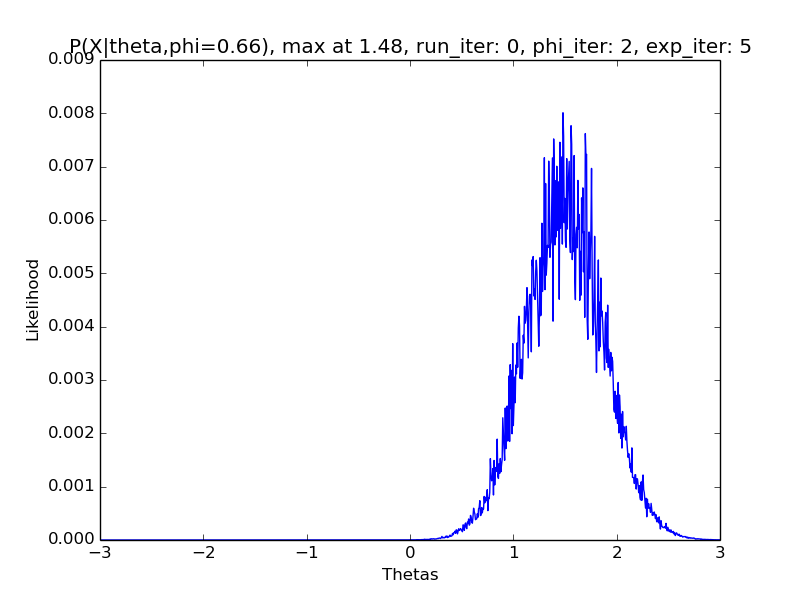 P(X|theta,phi=0.66), max at 1.48, run_iter: 0, phi_iter: 2, exp_iter: 5
0.009
0.008
0.007
0.006
0.005
0.004
0.003
0.002
0.001
0.000
Likelihood
−3 −2 −1 0 1 2 3
Thetas